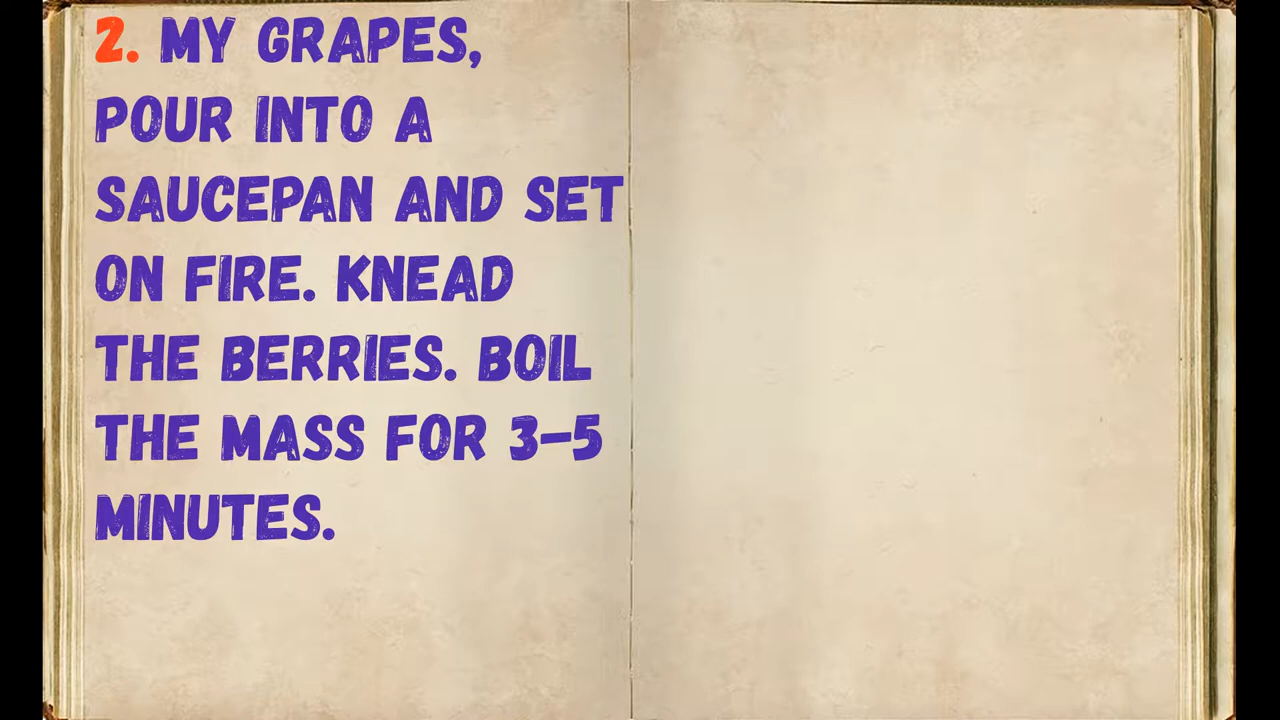 2. MY GRAPES,
POUR INTO A
SAUCEPAN AND SET
ON FIRE. KNEAD
THE BERRIES. BOIL
THE MASS FOR 3–5
MINUTES.